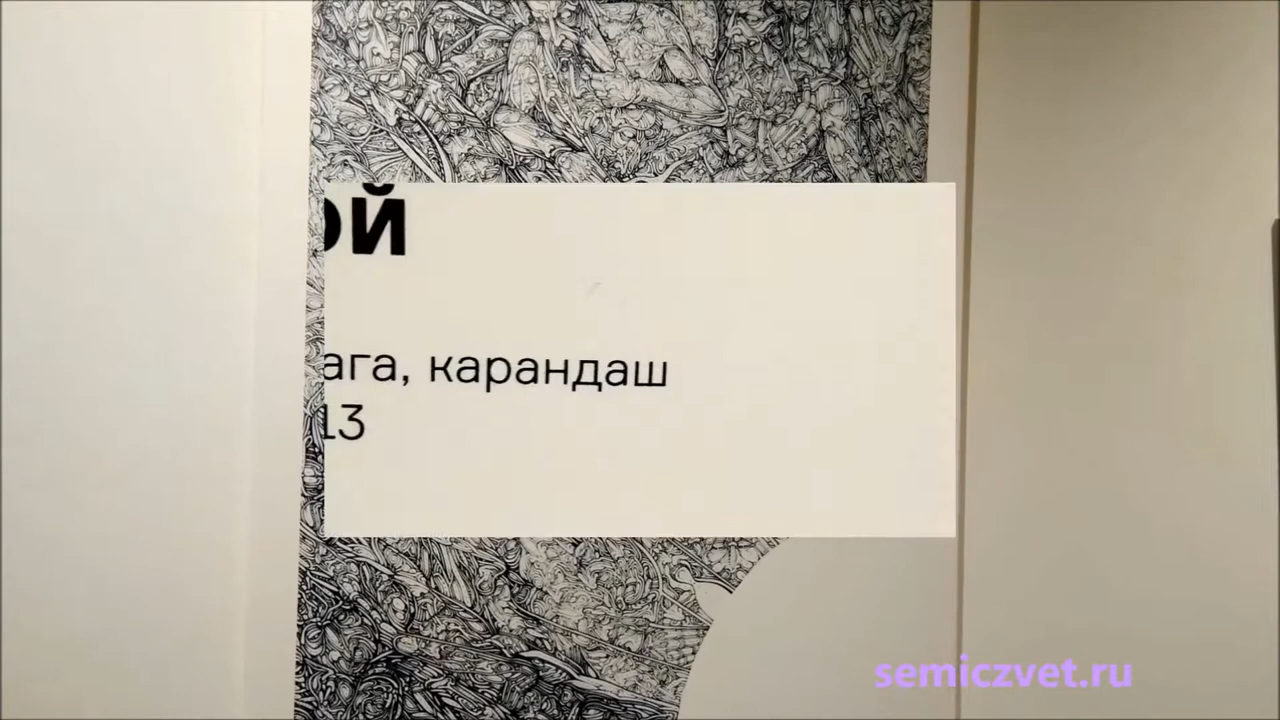 ой
ага, карандаш
13
semiczvet.ru